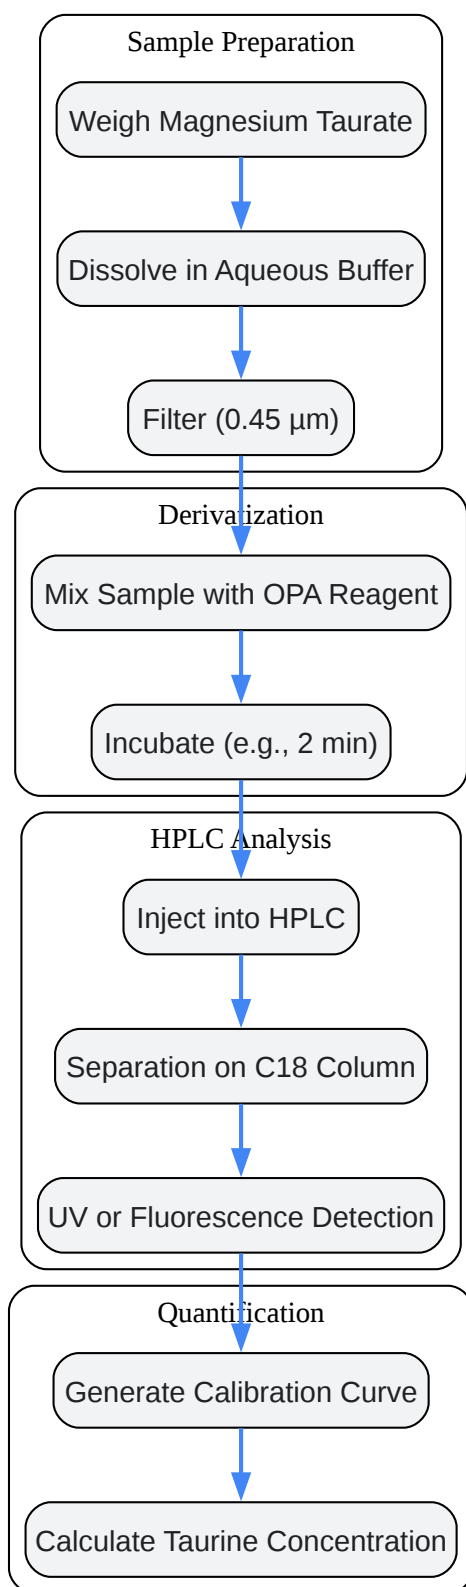 Sample Preparation
Weigh Magnesium Taurate
Dissolve in Aqueous Buffer
Filter (0.45 µm)
Derivatization
Mix Sample with OPA Reagent
Incubate (e.g., 2 min)
HPLC Analysis
Inject into HPLC
Separation on C18 Column
UV or Fluorescence Detection
Quantification
Generate Calibration Curve
Calculate Taurine Concentration